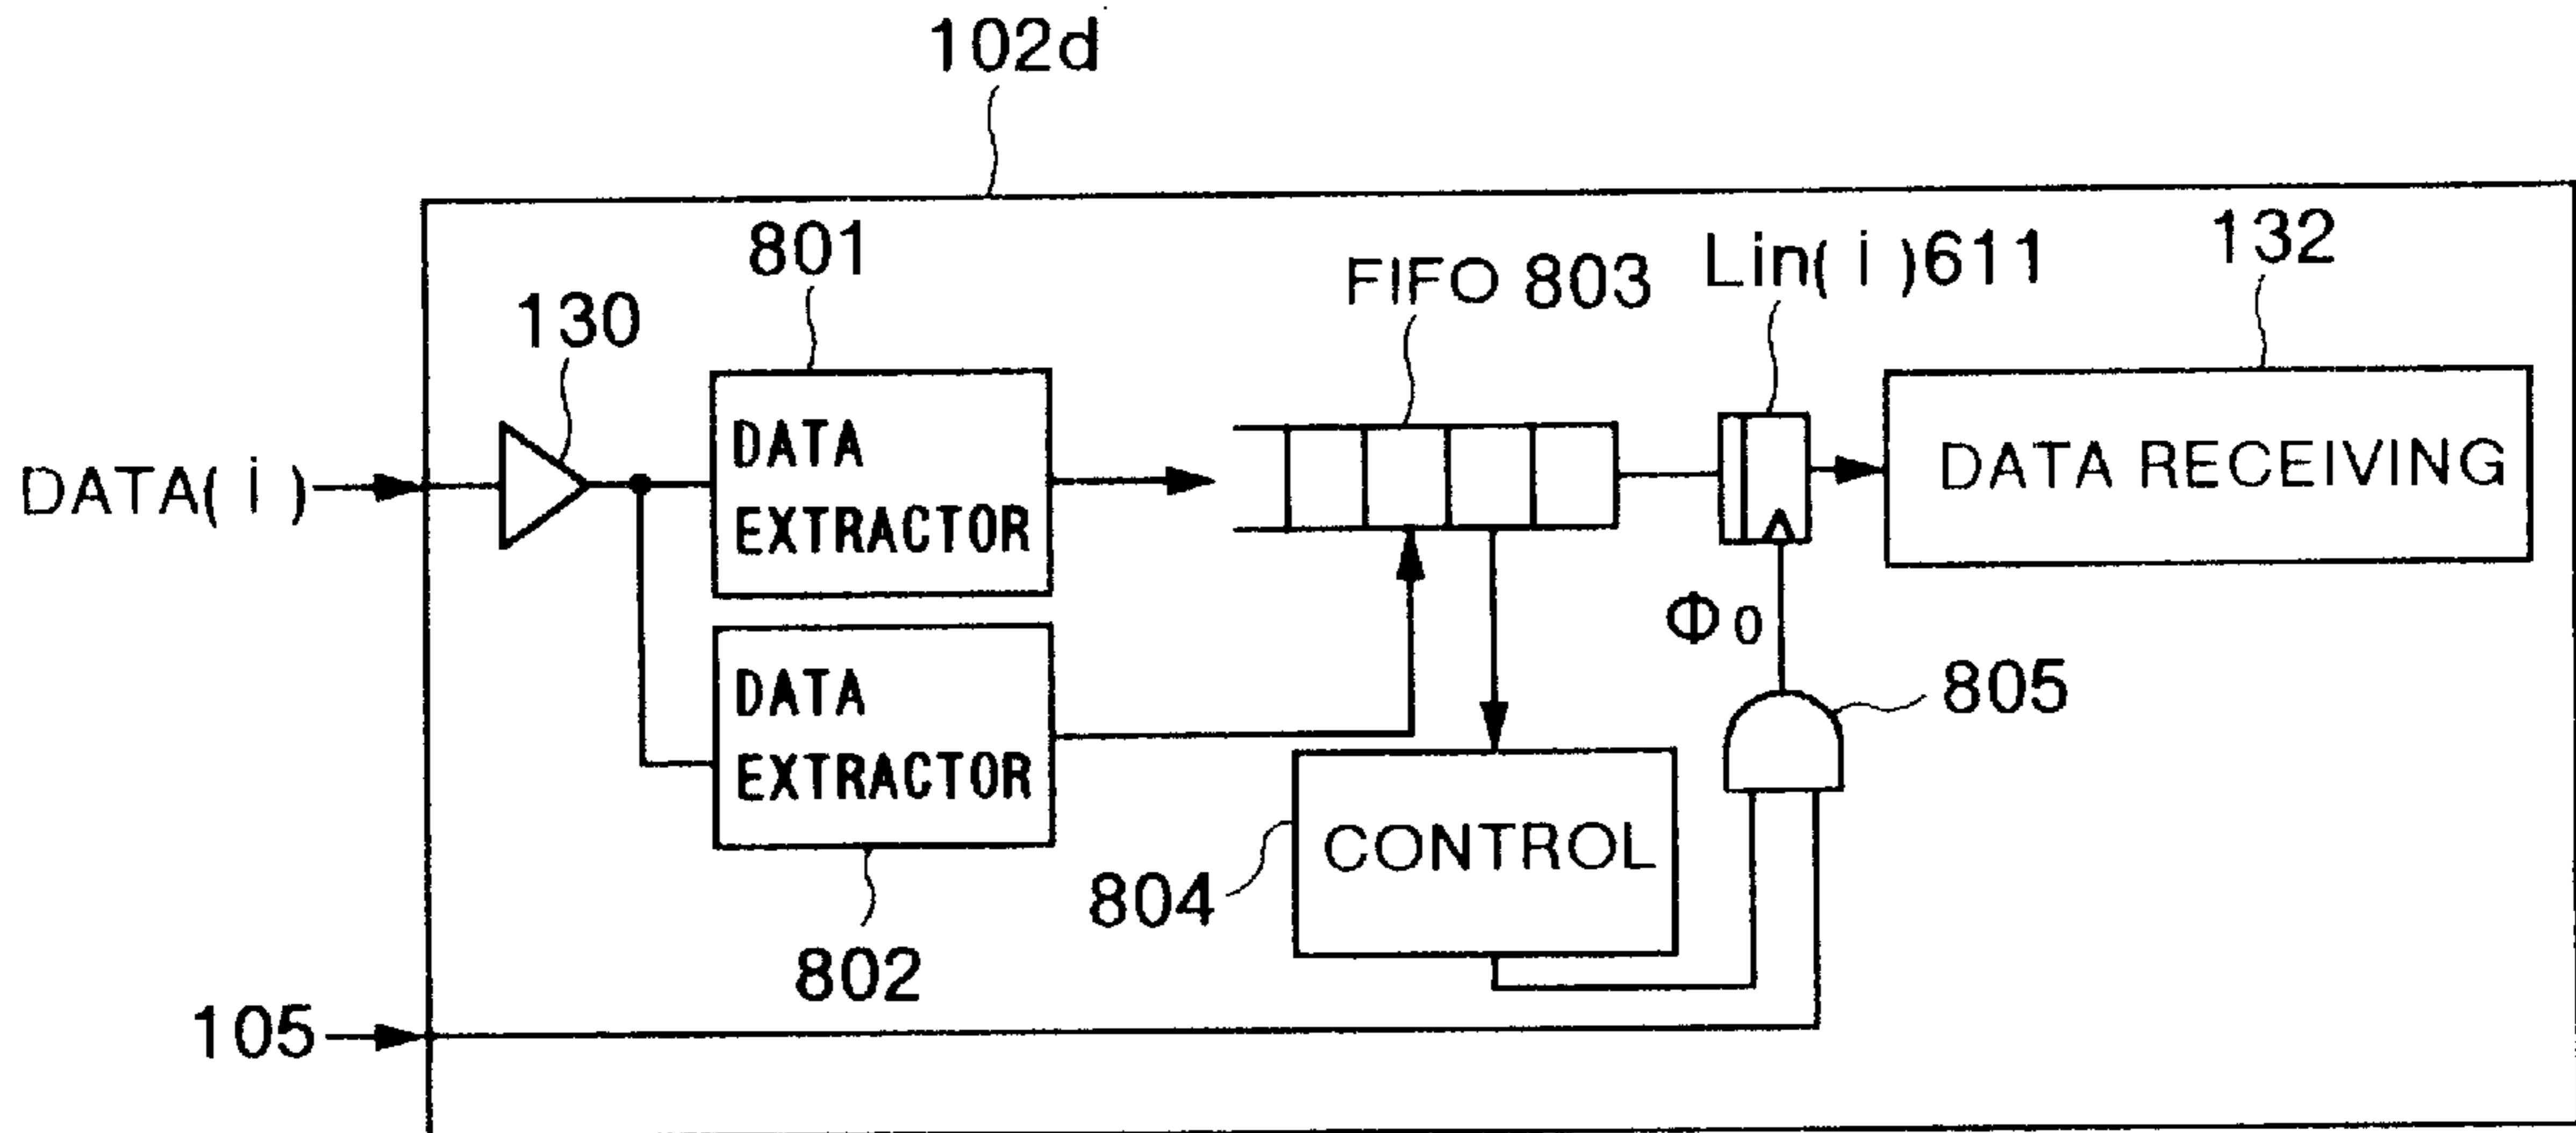 102d
801
130
FIFO 803
Lin( i )611
132
DATA( i )
DATA
EXTRACTOR
DATA RECEIVING
Φ0
DATA
EXTRACTOR
805
804
CONTROL
802
105